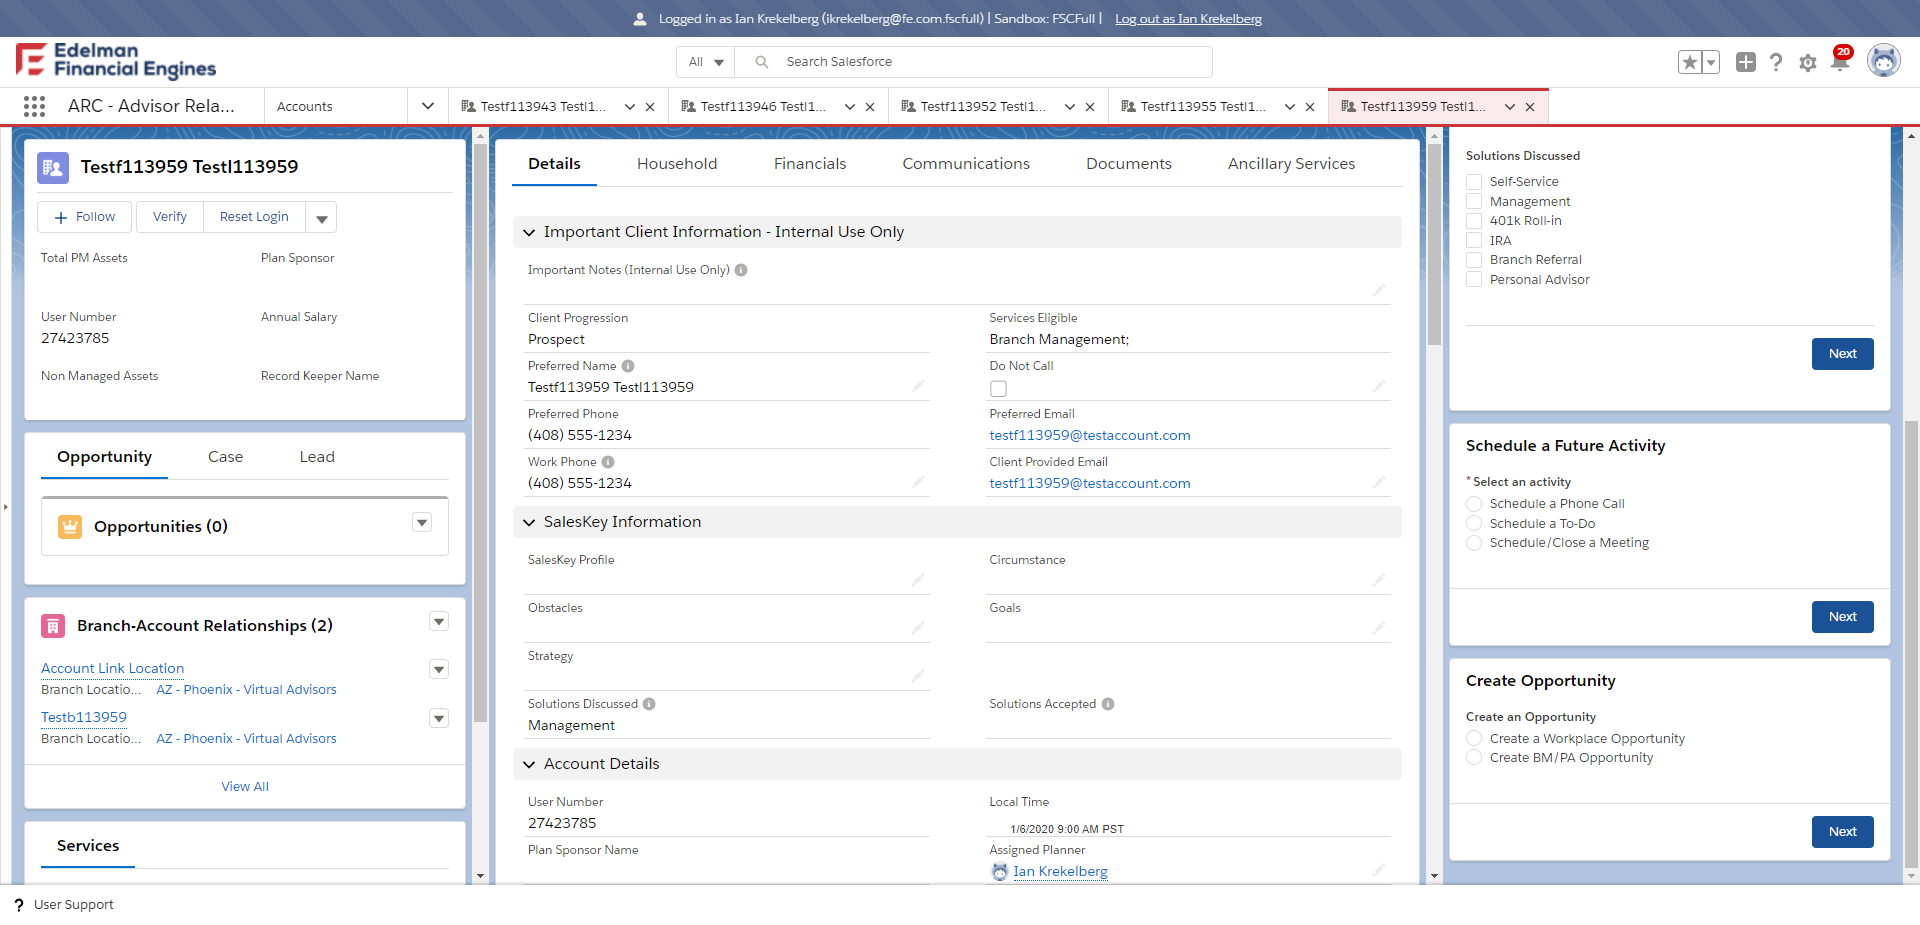 Logged in as Ian Krekelberg (ikrekelberg@fe.com.fscfull) | Sandbox: FSCFull | Log out as Ian Krekelberg
Edelman
Financial Engines
All
Search Salesforce
20
ARC - Advisor Rela...
Accounts
Testf113943 Testl1...
Testf113946 Testl1...
Testf113952 Testl1...
Testf113955 Testl1...
Testf113959 Testl1...
Testf113959 Testl113959
Follow
Verify
Reset Login
Total PM Assets
Plan Sponsor
User Number
27423785
Annual Salary
Non Managed Assets
Record Keeper Name
Opportunity
Case
Lead
Opportunities (0)
Branch-Account Relationships (2)
Account Link Location
Branch Locatio... AZ - Phoenix - Virtual Advisors
Testb113959
Branch Locatio... AZ - Phoenix - Virtual Advisors
View All
Services
Details
Household
Financials
Communications
Documents
Ancillary Services
Important Client Information - Internal Use Only
Important Notes (Internal Use Only)
Client Progression
Prospect
Services Eligible
Branch Management;
Preferred Name
Testf113959 Testl113959
Do Not Call
Preferred Phone
(408) 555-1234
Preferred Email
testf113959@testaccount.com
Work Phone
(408) 555-1234
Client Provided Email
testf113959@testaccount.com
SalesKey Information
SalesKey Profile
Circumstance
Obstacles
Goals
Strategy
Solutions Discussed
Management
Solutions Accepted
Account Details
User Number
27423785
Local Time
1/6/2020 9:00 AM PST
Plan Sponsor Name
Assigned Planner
Ian Krekelberg
Solutions Discussed
Self-Service
Management
401k Roll-in
IRA
Branch Referral
Personal Advisor
Next
Schedule a Future Activity
*Select an activity
Schedule a Phone Call
Schedule a To-Do
Schedule/Close a Meeting
Next
Create Opportunity
Create an Opportunity
Create a Workplace Opportunity
Create BM/PA Opportunity
Next
? User Support